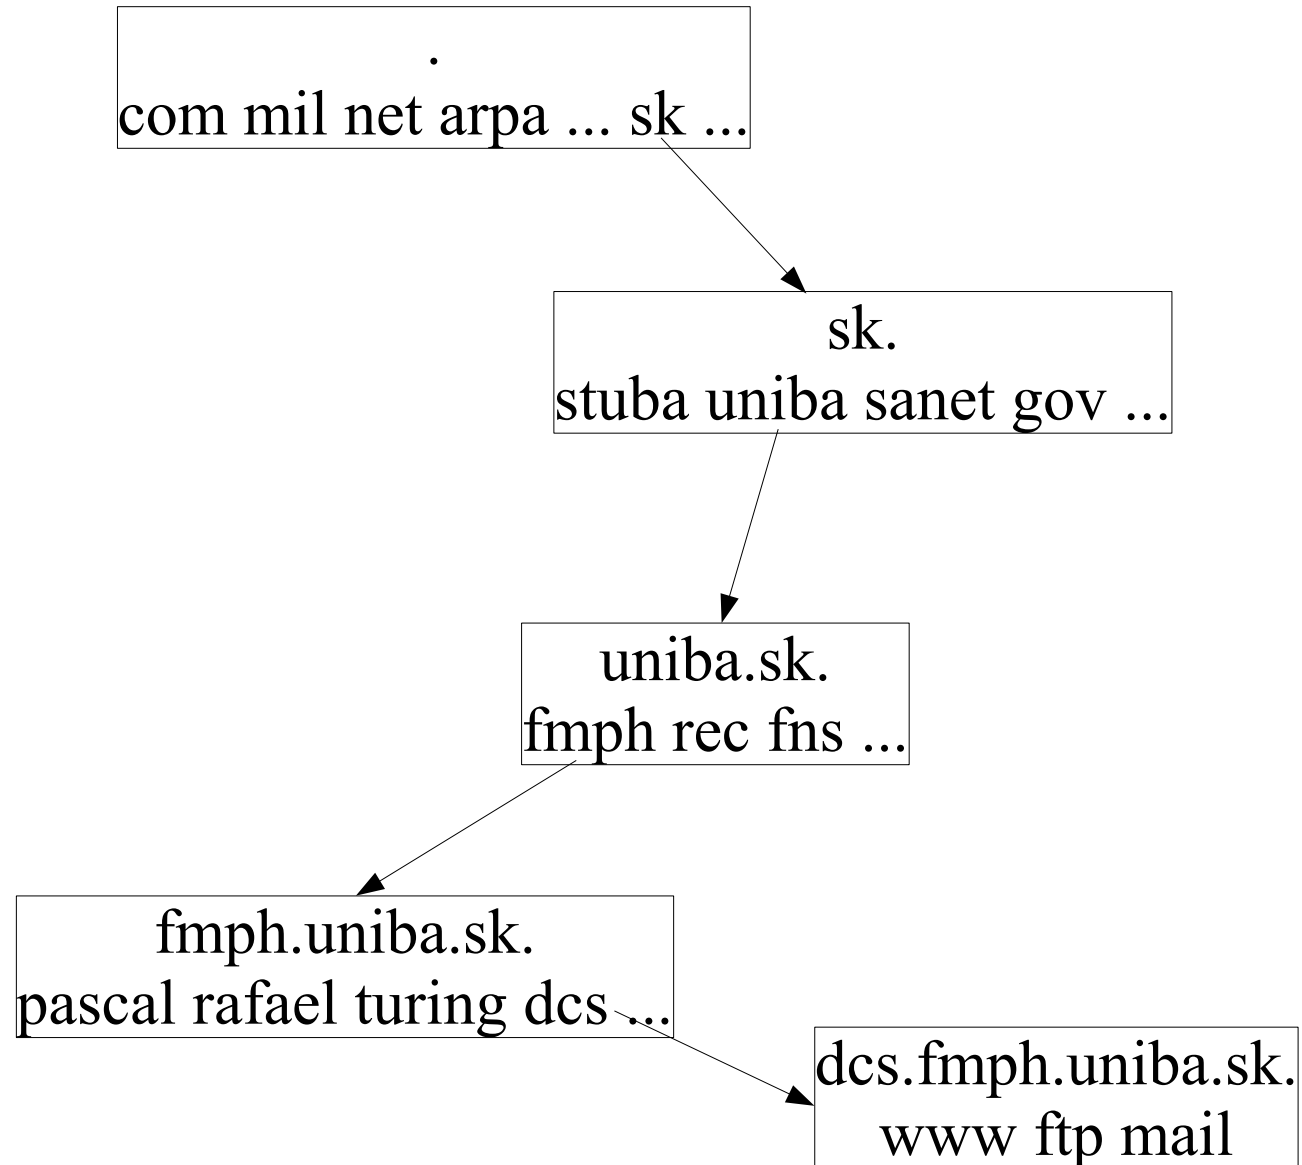 .
com mil net arpa ... sk ...
sk.
stuba uniba sanet gov ...
uniba.sk.
fmph rec fns ...
fmph.uniba.sk.
pascal rafael turing dcs ...
dcs.fmph.uniba.sk.
www ftp mail